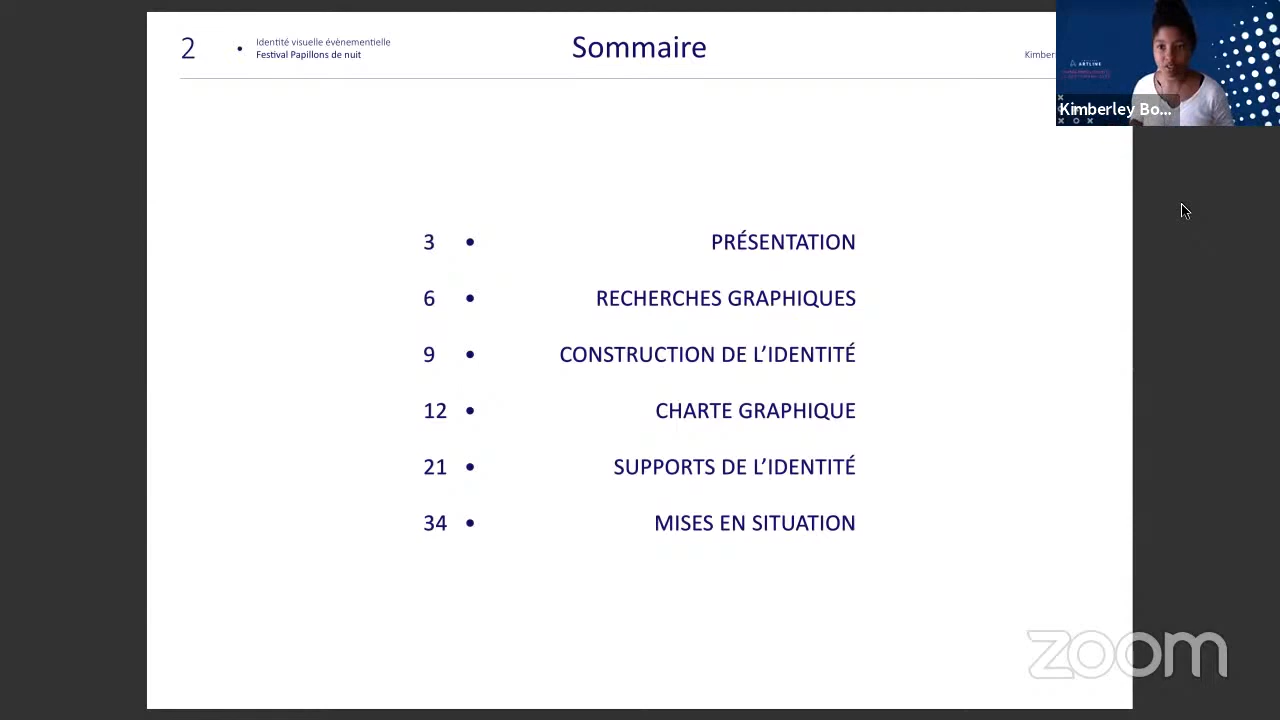 2
•
Identité visuelle évènementielle
Festival Papillons de nuit
Sommaire
Kimber
ARTLINE
Kimberley Bo...
3 • PRÉSENTATION
6 • RECHERCHES GRAPHIQUES
9 • CONSTRUCTION DE L’IDENTITÉ
12 • CHARTE GRAPHIQUE
21 • SUPPORTS DE L’IDENTITÉ
34 • MISES EN SITUATION
zoom